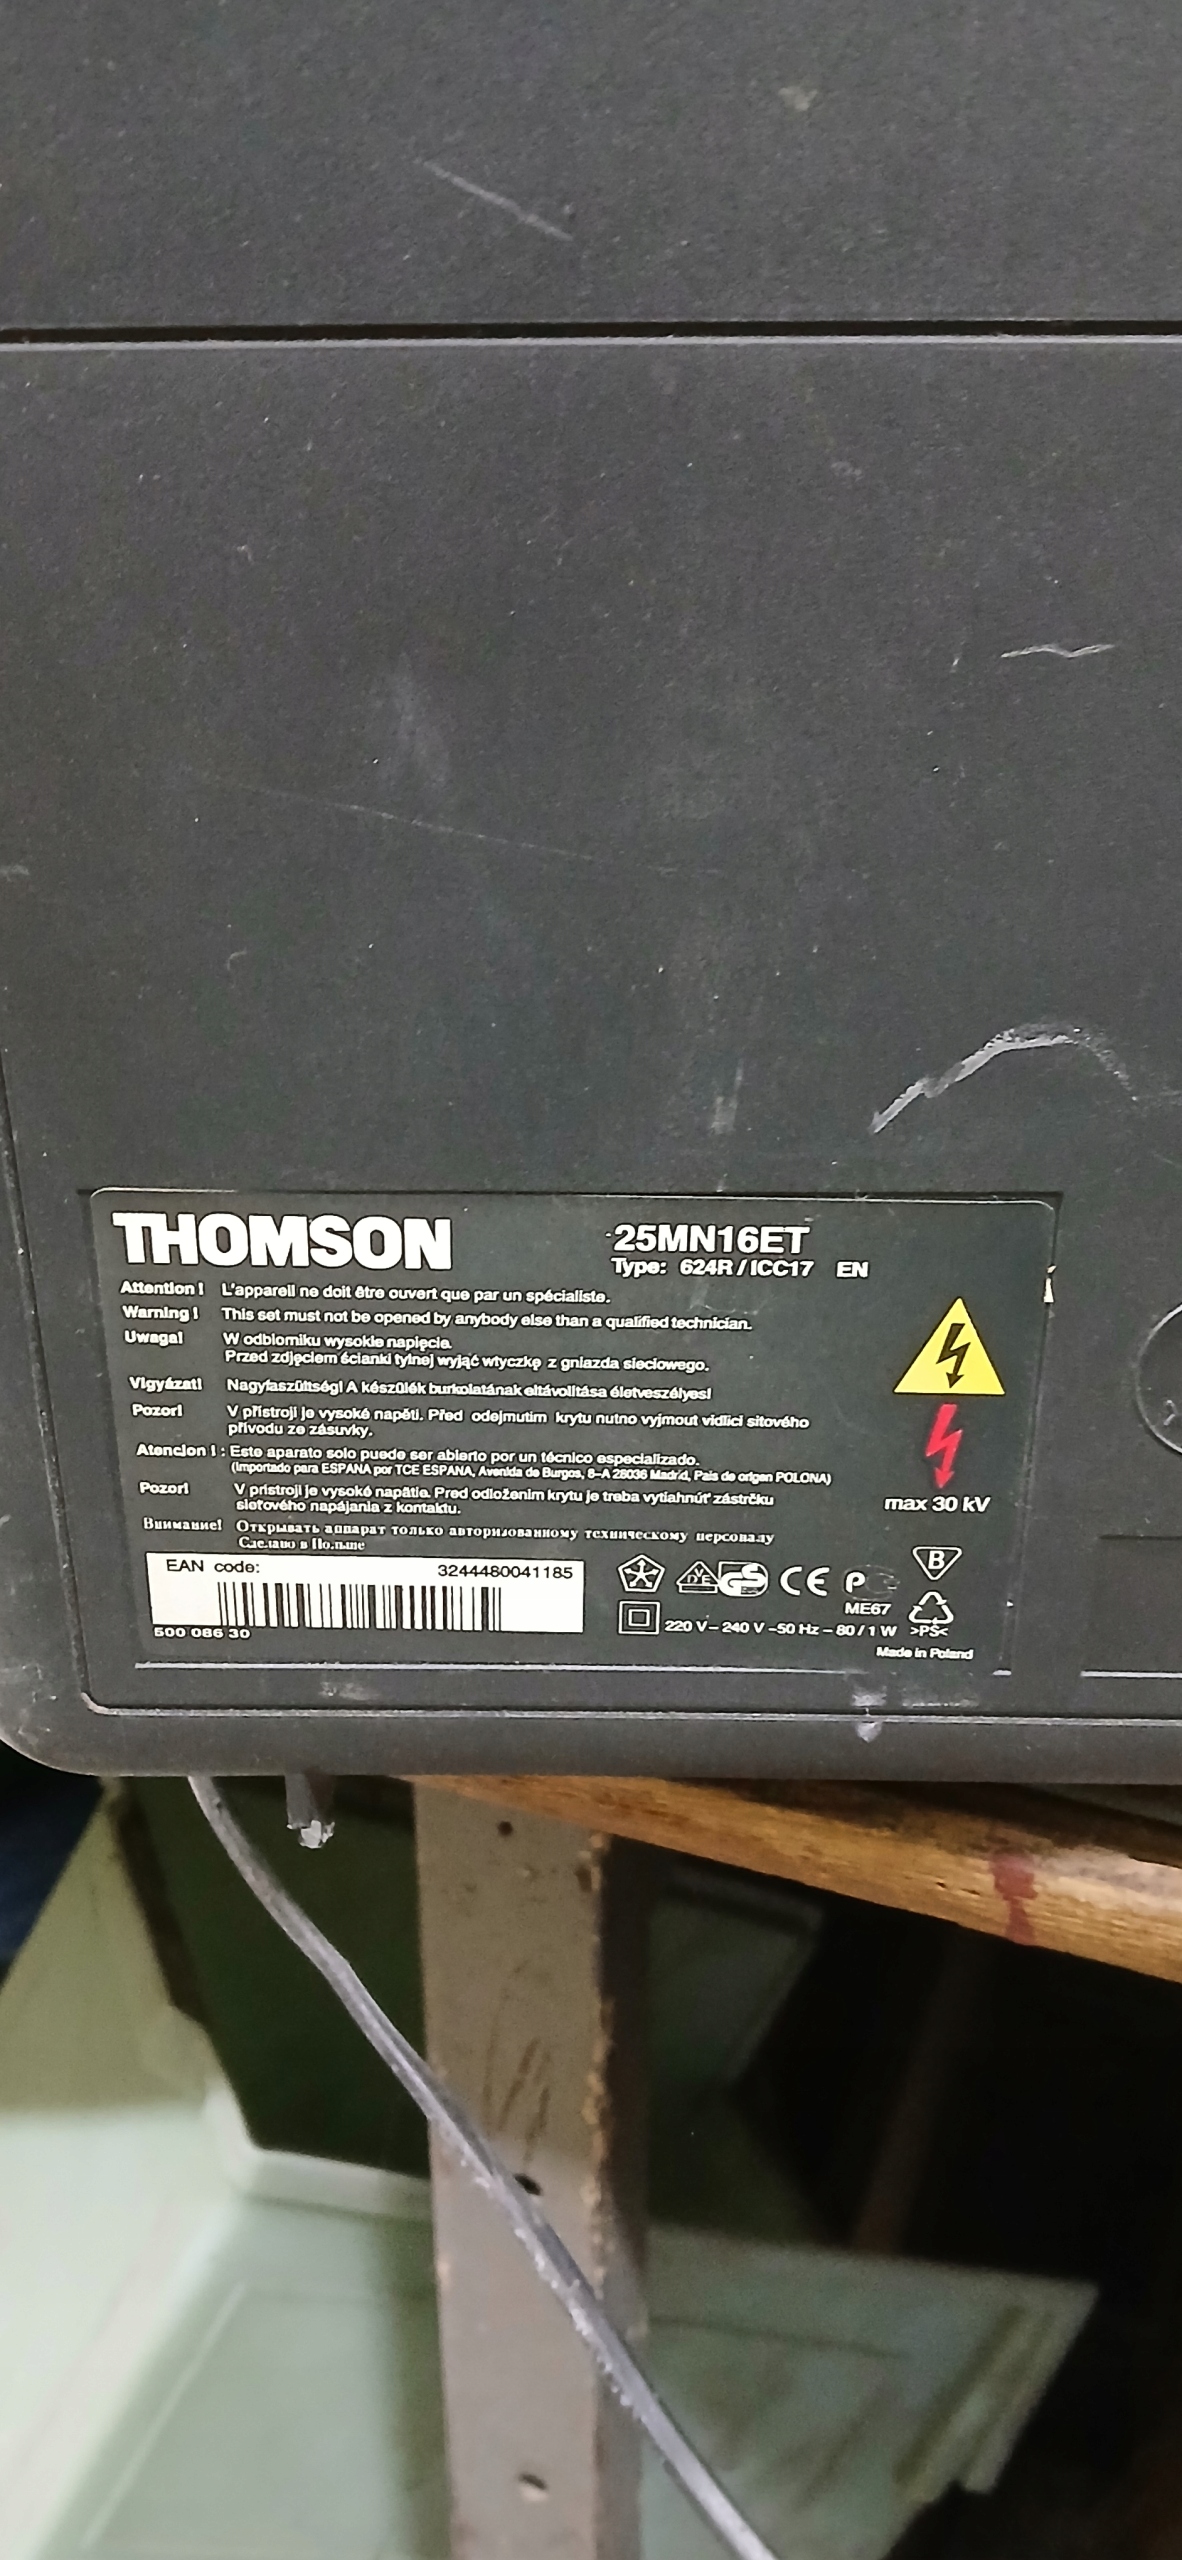 THOMSON
25MN16ET
Type: 624R/ICC17 EN
Attention! L'appareil ne doit être ouvert que par un spécialiste.
Warning! This set must not be opened by anybody else than a qualified technician.
Uwaga! W odbiorniku wysokie napięcie.
Przed zdjęciem ścianki tylnej wyjąć wtyczkę z gniazda sieciowego.
Vigyázat! Nagyfaszültség! A készülék burkolatának eltávolítása életveszélyes!
Pozor! V přístroji je vysoké napětí. Před odejmutím krytu nutno vyjmout vidlici síťového
přívodu ze zásuvky.
Atencion!: Este aparato solo puede ser abierto por un técnico especializado.
(Importado para ESPANA por TCE ESPANA, Avenida de Burgos, 8-A 28036 Madrid, Pais de origen POLONA)
Pozor! V prístroji je vysoké napätie. Pred odložením krytu je treba vytiahnúť zástrčku
sieťového napájania z kontaktu.
Внимание! Открывать аппарат только авторизованному техническому персоналу
Сделано в Польше
max 30 kV
EAN code: 3244480041185
500 086 30
VDE GS CE P B
ME67
220 V – 240 V –50 Hz – 80/1 W >PS<
Made in Poland